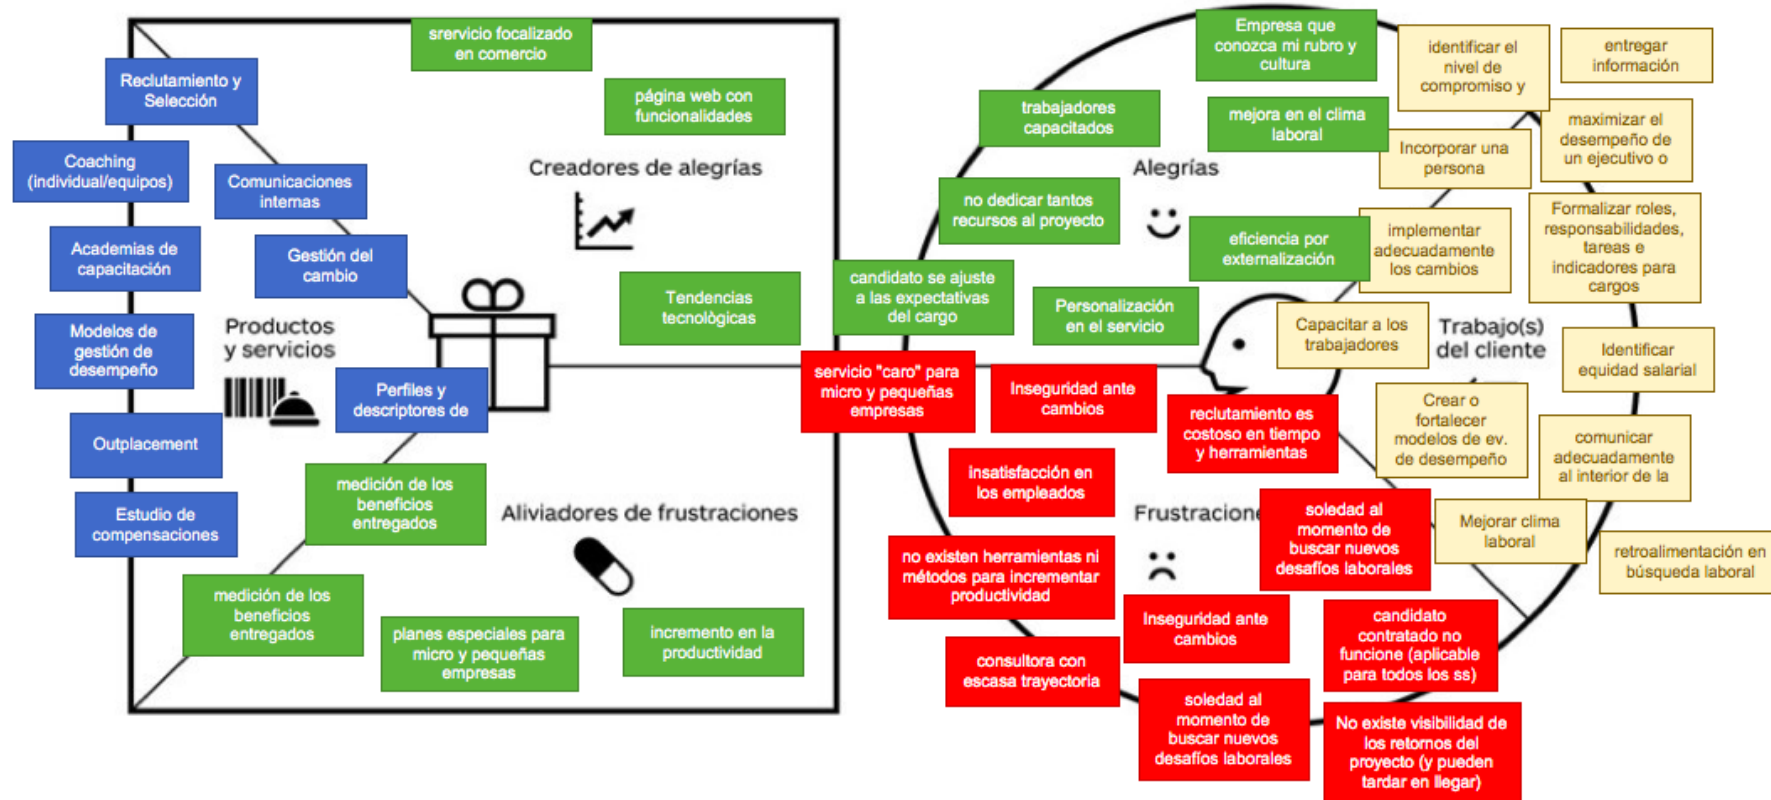 srervicio focalizado
en comercio
Reclutamiento y
Selección
página web con
funcionalidades
Coaching
(individual/equipos)
Comunicaciones
internas
Creadores de alegrías
Academias de
capacitación
Gestión del
cambio
Tendencias
tecnològicas
Modelos de
gestión de
desempeño
Productos
y servicios
Perfiles y
descriptores de
Outplacement
Estudio de
compensaciones
medición de los
beneficios
entregados
Aliviadores de frustraciones
medición de los
beneficios
entregados
planes especiales para
micro y pequeñas
empresas
incremento en la
productividad
Empresa que
conozca mi rubro y
cultura
trabajadores
capacitados
mejora en el clima
laboral
Alegrías
no dedicar tantos
recursos al proyecto
eficiencia por
externalización
candidato se ajuste
a las expectativas
del cargo
Personalización
en el servicio
identificar el
nivel de
compromiso y
entregar
información
maximizar el
desempeño de
un ejecutivo o
Incorporar una
persona
Formalizar roles,
responsabilidades,
tareas e
indicadores para
cargos
implementar
adecuadamente
los cambios
Capacitar a los
trabajadores
Trabajo(s)
del cliente
Identificar
equidad salarial
Crear o
fortalecer
modelos de ev.
de desempeño
comunicar
adecuadamente
al interior de la
Mejorar clima
laboral
retroalimentación en
búsqueda laboral
servicio "caro" para
micro y pequeñas
empresas
Inseguridad ante
cambios
reclutamiento es
costoso en tiempo
y herramientas
insatisfacción en
los empleados
Frustracione
soledad al
momento de
buscar nuevos
desafíos laborales
no existen herramientas ni
métodos para incrementar
productividad
Inseguridad ante
cambios
candidato
contratado no
funcione (aplicable
para todos los ss)
consultora con
escasa trayectoria
soledad al
momento de
buscar nuevos
desafíos laborales
No existe visibilidad de
los retornos del
proyecto (y pueden
tardar en llegar)